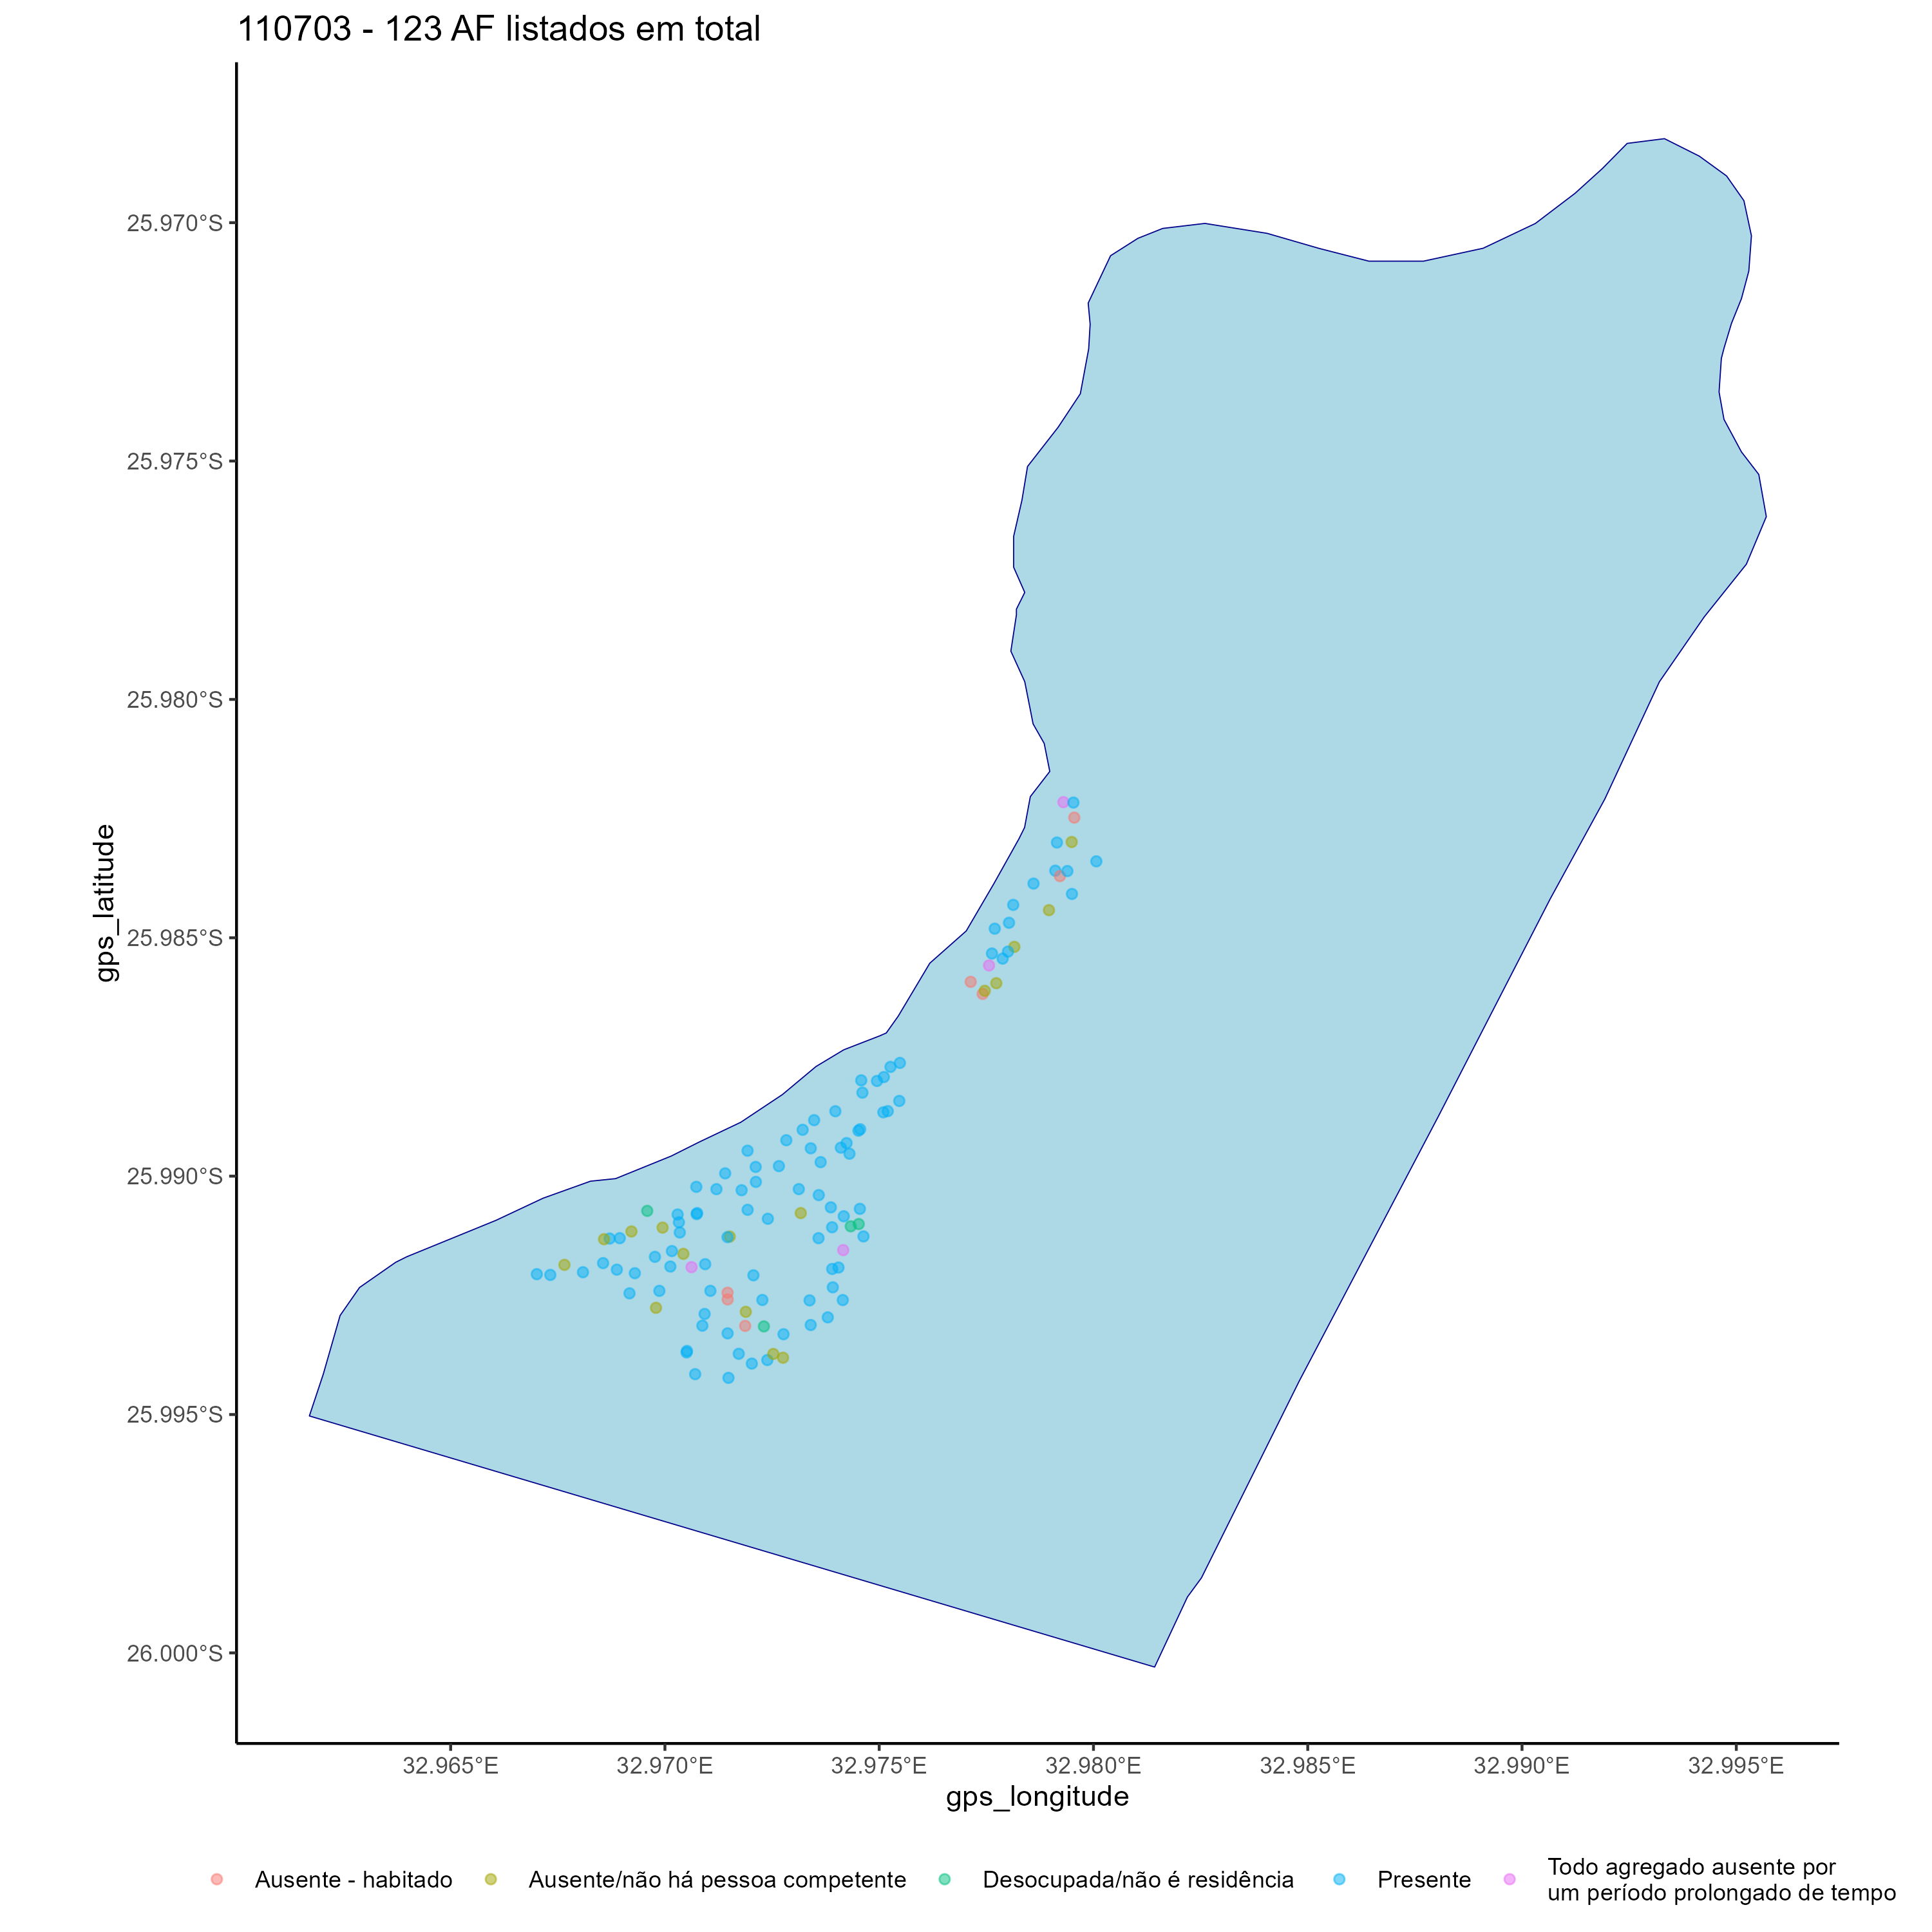 110703 - 123 AF listados em total
gps_latitude
25.970°S
25.975°S
25.980°S
25.985°S
25.990°S
25.995°S
26.000°S
32.965°E
32.970°E
32.975°E
32.980°E
32.985°E
32.990°E
32.995°E
gps_longitude
Ausente - habitado
Ausente/não há pessoa competente
Desocupada/não é residência
Presente
Todo agregado ausente por
um período prolongado de tempo